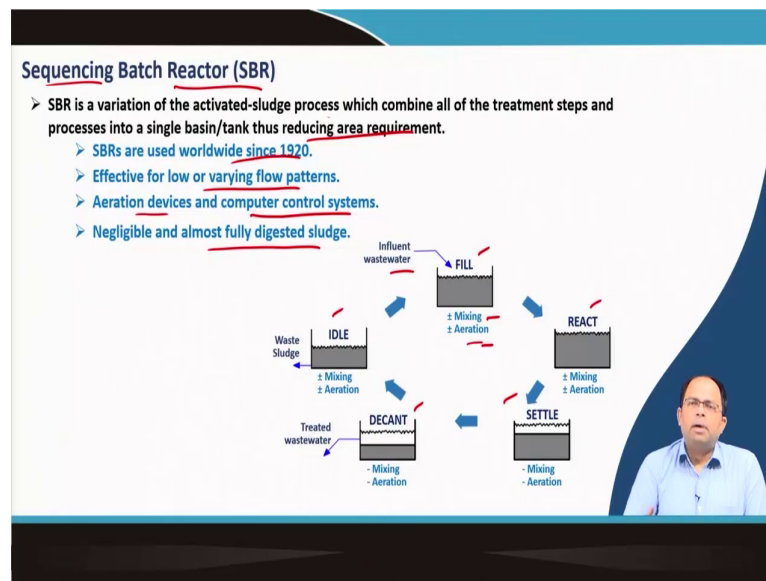 Sequencing Batch Reactor (SBR)
➤ SBR is a variation of the activated-sludge process which combine all of the treatment steps and
processes into a single basin/tank thus reducing area requirement.
➤ SBRs are used worldwide since 1920.
➤ Effective for low or varying flow patterns.
➤ Aeration devices and computer control systems.
➤ Negligible and almost fully digested sludge.
Influent
wastewater
FILL
± Mixing
± Aeration
REACT
± Mixing
± Aeration
SETTLE
- Mixing
- Aeration
DECANT
Treated
wastewater
- Mixing
- Aeration
IDLE
Waste
Sludge
± Mixing
± Aeration